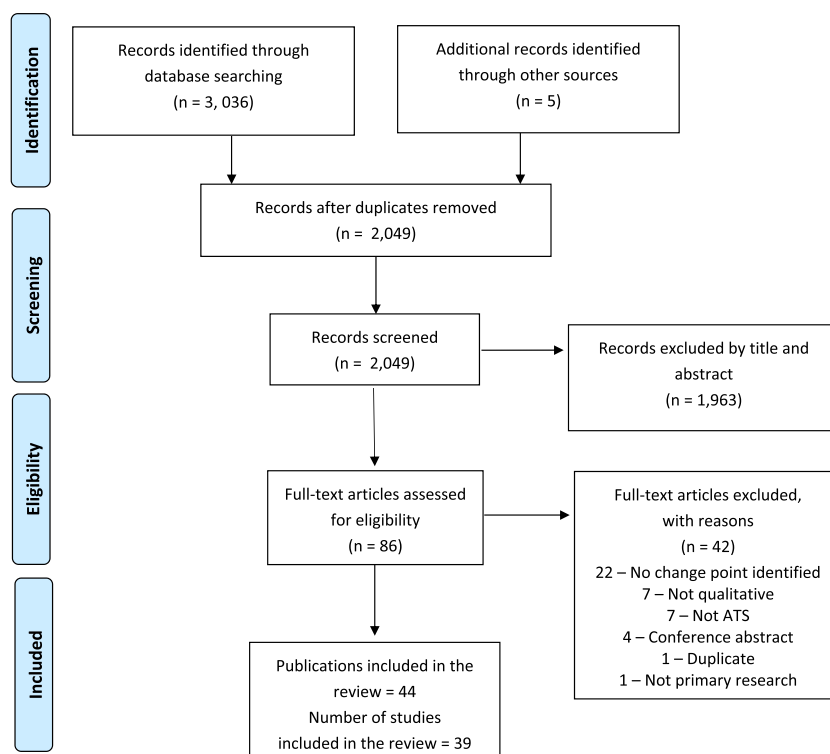 Identification
Records identified through
database searching
(n = 3, 036)
Additional records identified
through other sources
(n = 5)
Records after duplicates removed
(n = 2,049)
Screening
Records screened
(n = 2,049)
Records excluded by title and
abstract
(n = 1,963)
Eligibility
Full-text articles assessed
for eligibility
(n = 86)
Full-text articles excluded,
with reasons
(n = 42)
22 – No change point identified
7 – Not qualitative
7 – Not ATS
4 – Conference abstract
1 – Duplicate
1 – Not primary research
Included
Publications included in the
review = 44
Number of studies
included in the review = 39